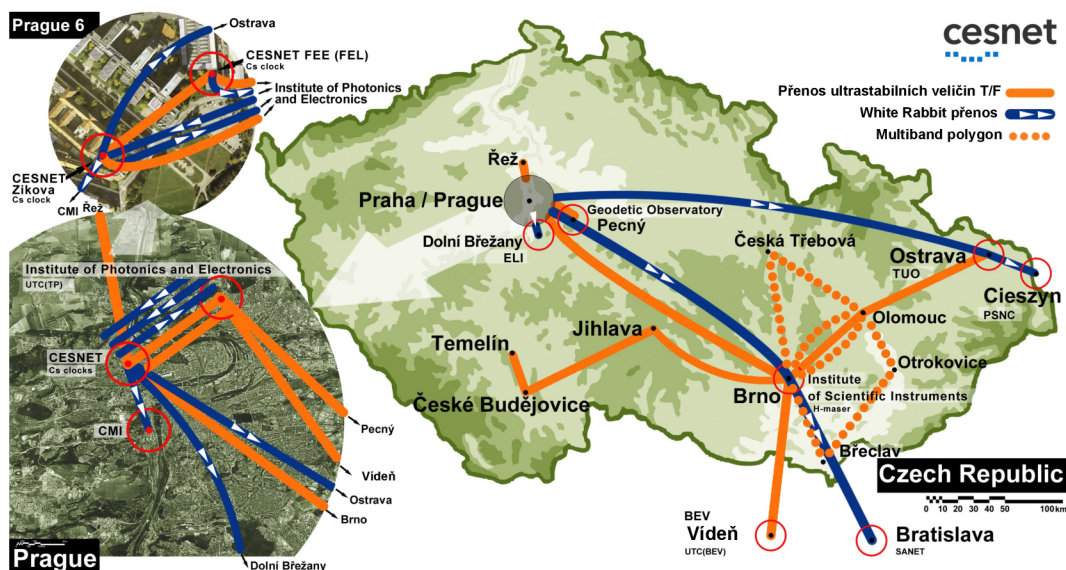 Prague 6
Ostrava
CESNET FEE (FEL)
Cs clock
Institute of Photonics
and Electronics
CESNET
Zikova
Cs clock
CMI
Řež
Institute of Photonics and Electronics
UTC(TP)
CESNET
Cs clocks
CMI
Pecný
Vídeň
Ostrava
Brno
Dolní Břežany
Prague
cesnet
Přenos ultrastabilních veličin T/F
White Rabbit přenos
Multiband polygon
Řež
Praha / Prague
Geodetic Observatory
Pecný
Dolní Břežany
ELI
Česká Třebová
Ostrava
TUO
Cieszyn
PSNC
Olomouc
Jihlava
Temelín
Otrokovice
České Budějovice
Brno
Institute
of Scientific Instruments
H-maser
Břeclav
Czech Republic
0 10 20 30 40 50 100km
BEV
Vídeň
UTC(BEV)
Bratislava
SANET